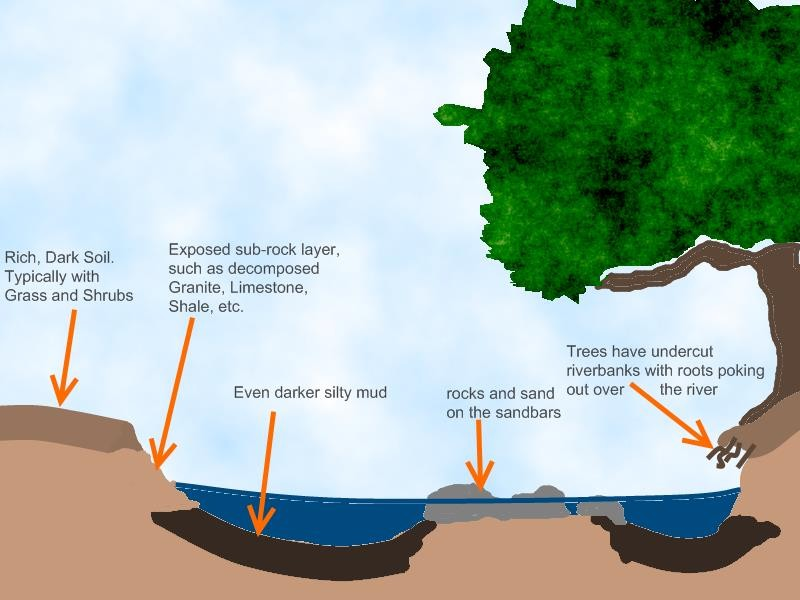 Rich, Dark Soil.
Typically with
Grass and Shrubs
Exposed sub-rock layer,
such as decomposed
Granite, Limestone,
Shale, etc.
Even darker silty mud
rocks and sand
on the sandbars
Trees have undercut
riverbanks with roots poking
out over the river